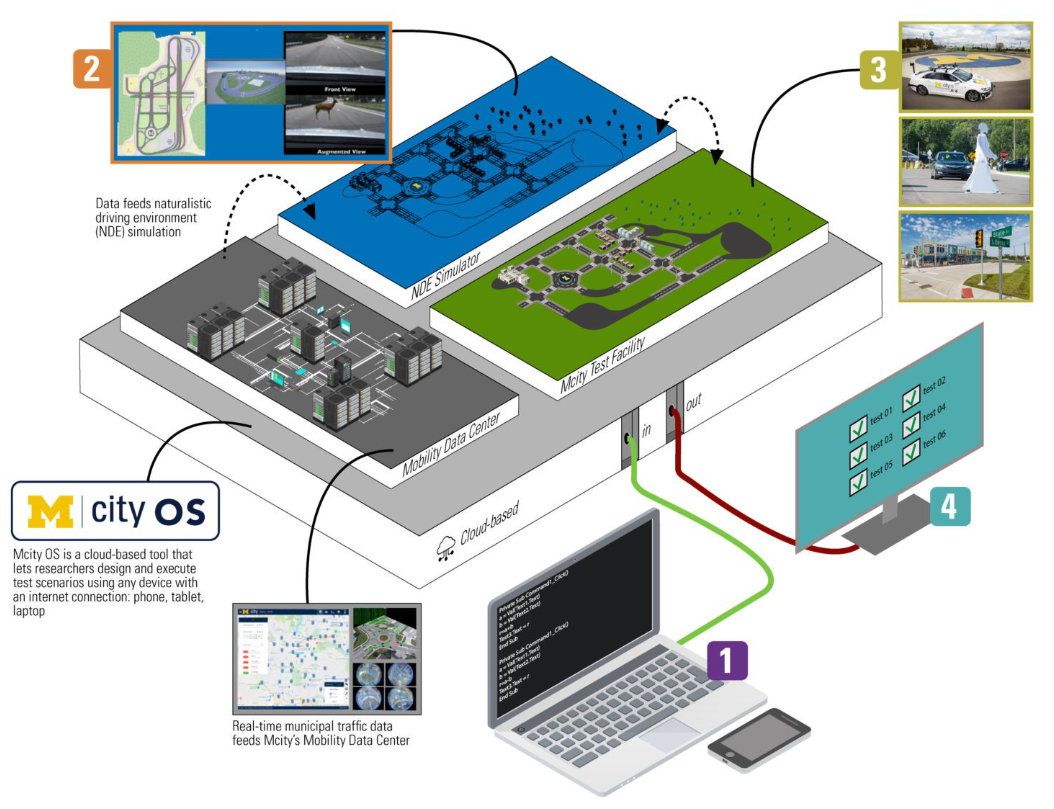 2
Front View
Augmented View
3
Data feeds naturalistic
driving environment
(NDE) simulation
NDE Simulator
Mcity Test Facility
Mobility Data Center
in
out
Cloud-based
test 01
test 02
test 03
test 04
test 05
test 06
4
M | city OS
Mcity OS is a cloud-based tool that
lets researchers design and execute
test scenarios using any device with
an internet connection: phone, tablet,
laptop
M city
Real-time municipal traffic data
feeds Mcity's Mobility Data Center
Private Sub Command1_Click()
a = Val(Text1.Text)
b = Val(Text2.Text)
r=a+b
Text3.Text = r
End Sub
Private Sub Command1_Click()
a = Val(Text1.Text)
b = Val(Text2.Text)
r=a-b
Text3.Text = r
End Sub
1
M city
State